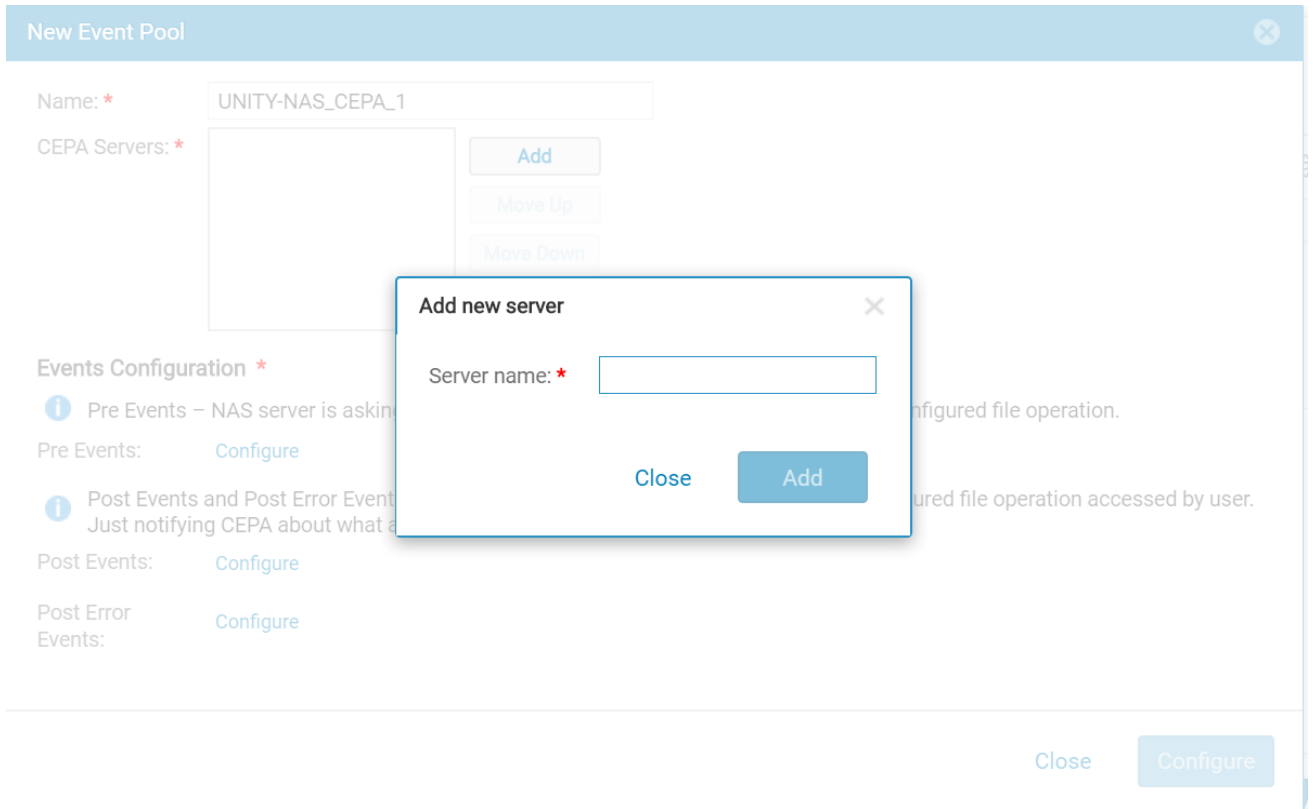 New Event Pool
Name: *
UNITY-NAS_CEPA_1
CEPA Servers: *
Add
Move Up
Move Down
Add new server
Server name: *
Close
Add
Events Configuration *
Pre Events – NAS server is asking
nfigured file operation.
Pre Events:
Configure
Post Events and Post Error Event
ured file operation accessed by user.
Just notifying CEPA about what a
Post Events:
Configure
Post Error
Events:
Configure
Close
Configure